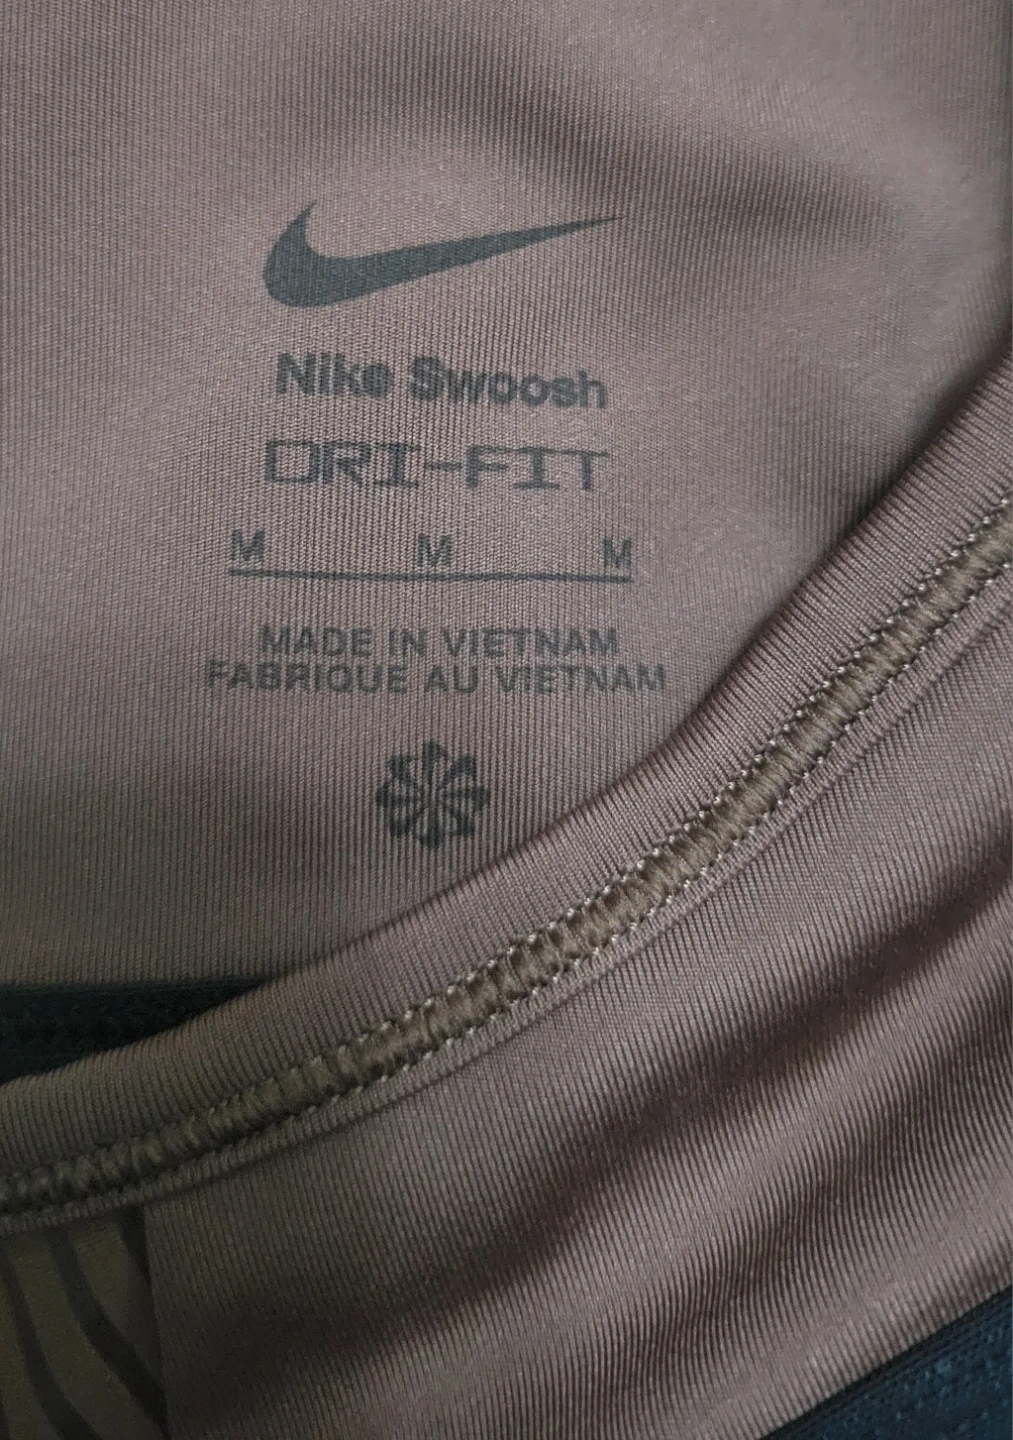 Nike Swoosh
DRI-FIT
M M M
MADE IN VIETNAM
FABRIQUE AU VIETNAM